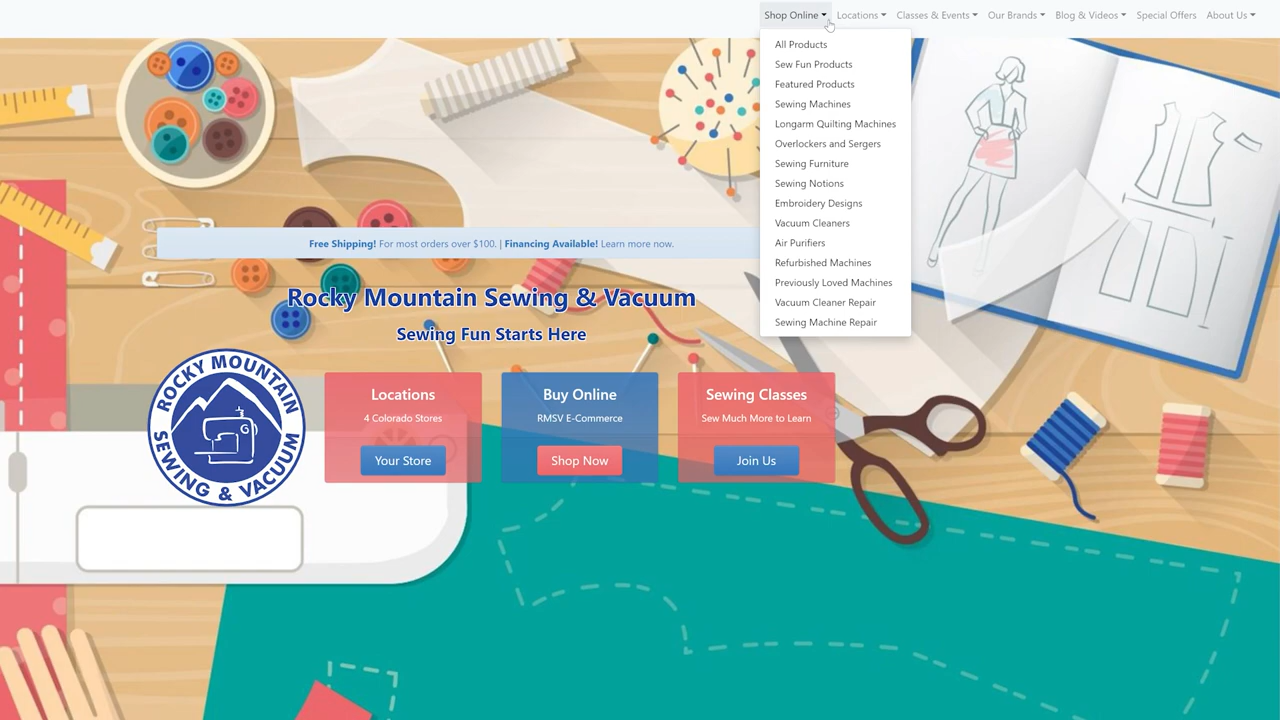 Shop Online Locations Classes & Events Our Brands Blog & Videos Special Offers About Us
All Products
Sew Fun Products
Featured Products
Sewing Machines
Longarm Quilting Machines
Overlockers and Sergers
Sewing Furniture
Sewing Notions
Embroidery Designs
Vacuum Cleaners
Air Purifiers
Refurbished Machines
Previously Loved Machines
Vacuum Cleaner Repair
Sewing Machine Repair
Free Shipping! For most orders over $100. | Financing Available! Learn more now.
Rocky Mountain Sewing & Vacuum
Sewing Fun Starts Here
ROCKY MOUNTAIN
G
SEWING & VACUUM
Locations
4 Colorado Stores
Your Store
Buy Online
RMSV E-Commerce
Shop Now
Sewing Classes
Sew Much More to Learn
Join Us